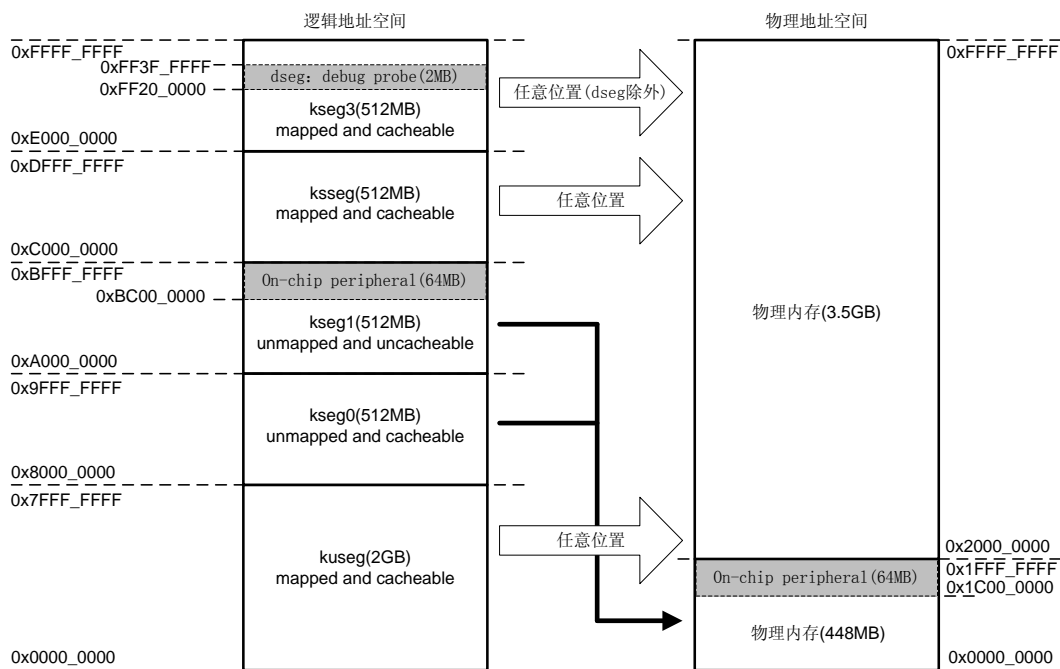 逻辑地址空间
物理地址空间
0xFFFF_FFFF
0xFF3F_FFFF
dseg: debug probe(2MB)
0xFF20_0000
kseg3(512MB)
mapped and cacheable
0xE000_0000
任意位置(dseg除外)
0xFFFF_FFFF
0xDFFF_FFFF
ksseg(512MB)
mapped and cacheable
0xC000_0000
任意位置
0xBFFF_FFFF
On-chip peripheral(64MB)
0xBC00_0000
kseg1(512MB)
unmapped and uncacheable
0xA000_0000
物理内存(3.5GB)
0x9FFF_FFFF
kseg0(512MB)
unmapped and cacheable
0x8000_0000
0x7FFF_FFFF
kuseg(2GB)
mapped and cacheable
0x0000_0000
任意位置
0x2000_0000
0x1FFF_FFFF
On-chip peripheral(64MB)
0x1C00_0000
物理内存(448MB)
0x0000_0000